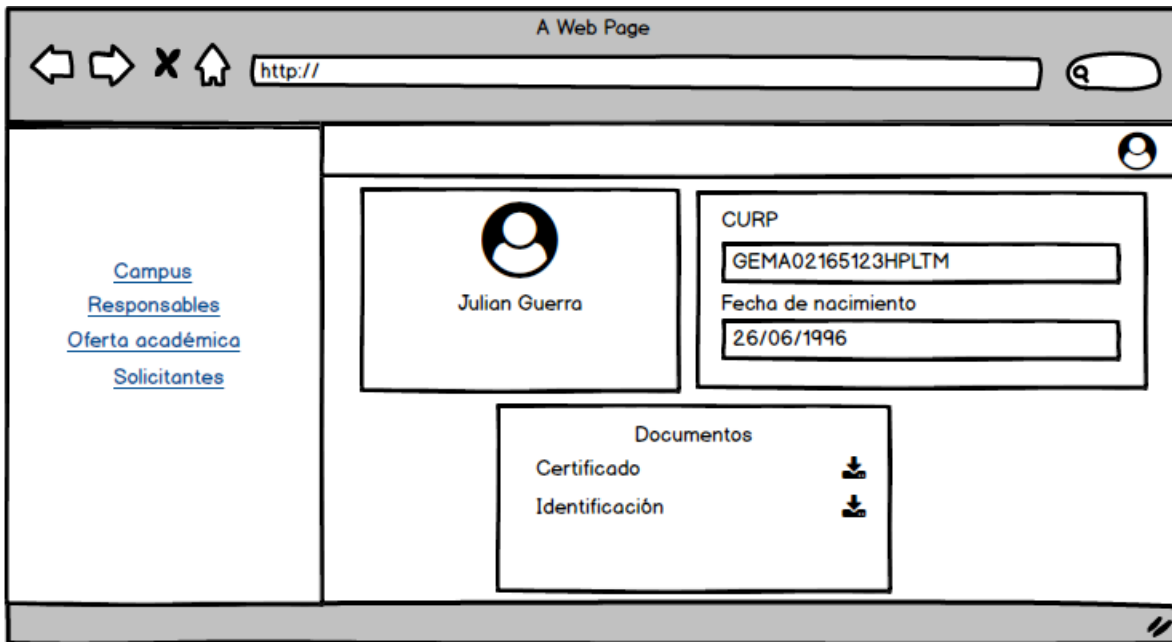 A Web Page
http://
Campus
Responsables
Oferta académica
Solicitantes
Julian Guerra
CURP
GEMA02165123HPLTM
Fecha de nacimiento
26/06/1996
Documentos
Certificado
Identificación